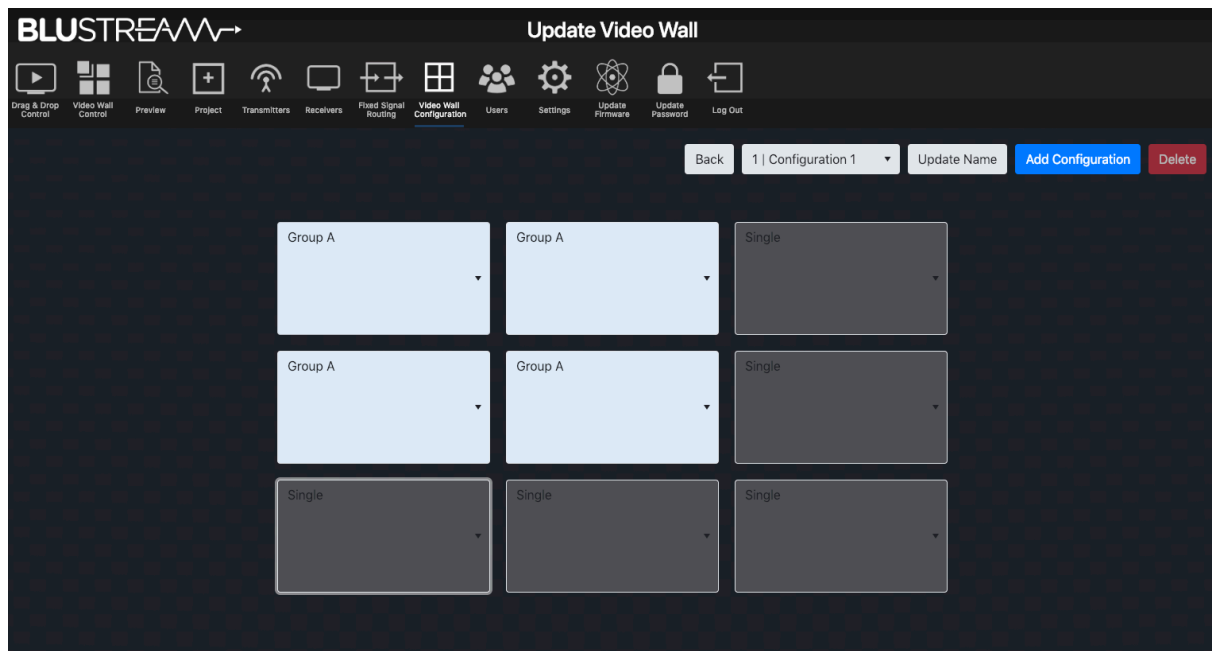 BLUSTREAM
Update Video Wall
Drag & Drop
Control
Video Wall
Control
Preview
Project
Transmitters
Receivers
Fixed Signal
Routing
Video Wall
Configuration
Users
Settings
Update
Firmware
Update
Password
Log Out
Back
1 | Configuration 1
Update Name
Add Configuration
Delete
Group A
Group A
Single
Group A
Group A
Single
Single
Single
Single